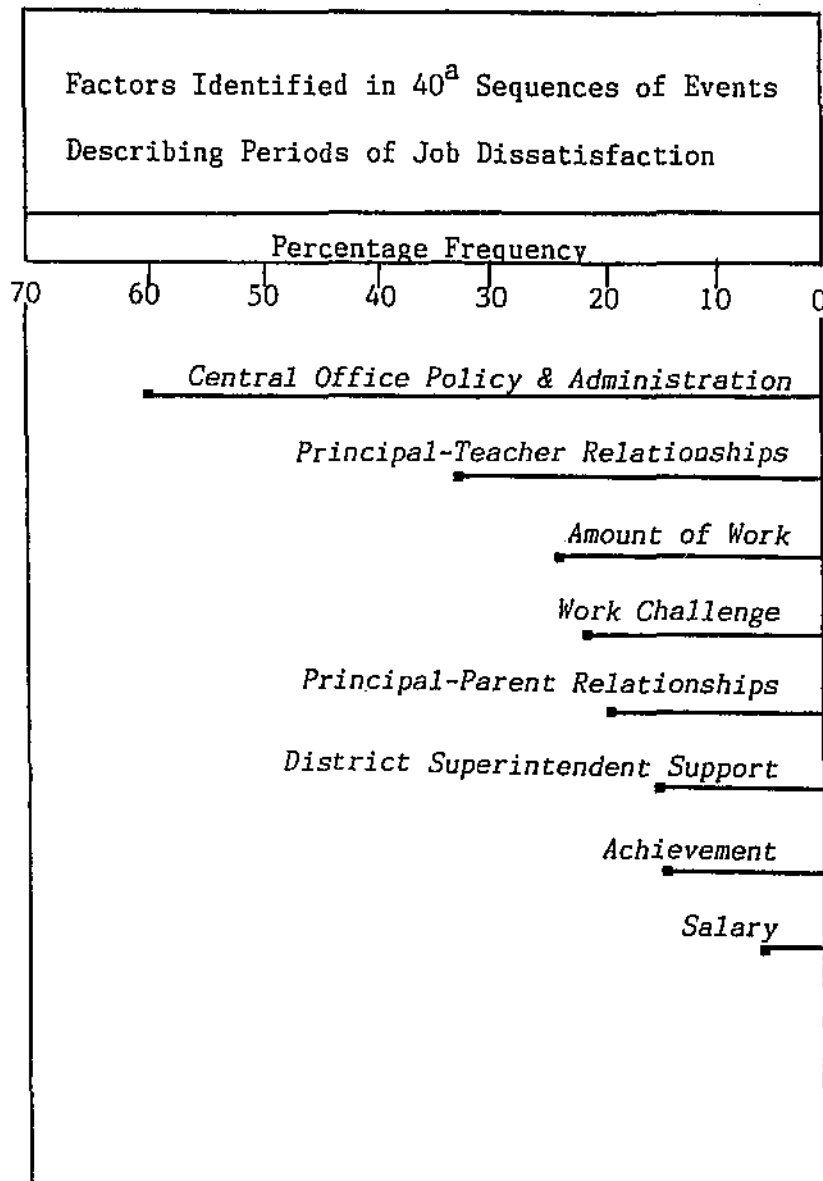 Factors Identified in 40a Sequences of Events
Describing Periods of Job Dissatisfaction
Percentage Frequency
70 60 50 40 30 20 10 0
Central Office Policy & Administration
Principal-Teacher Relationships
Amount of Work
Work Challenge
Principal-Parent Relationships
District Superintendent Support
Achievement
Salary